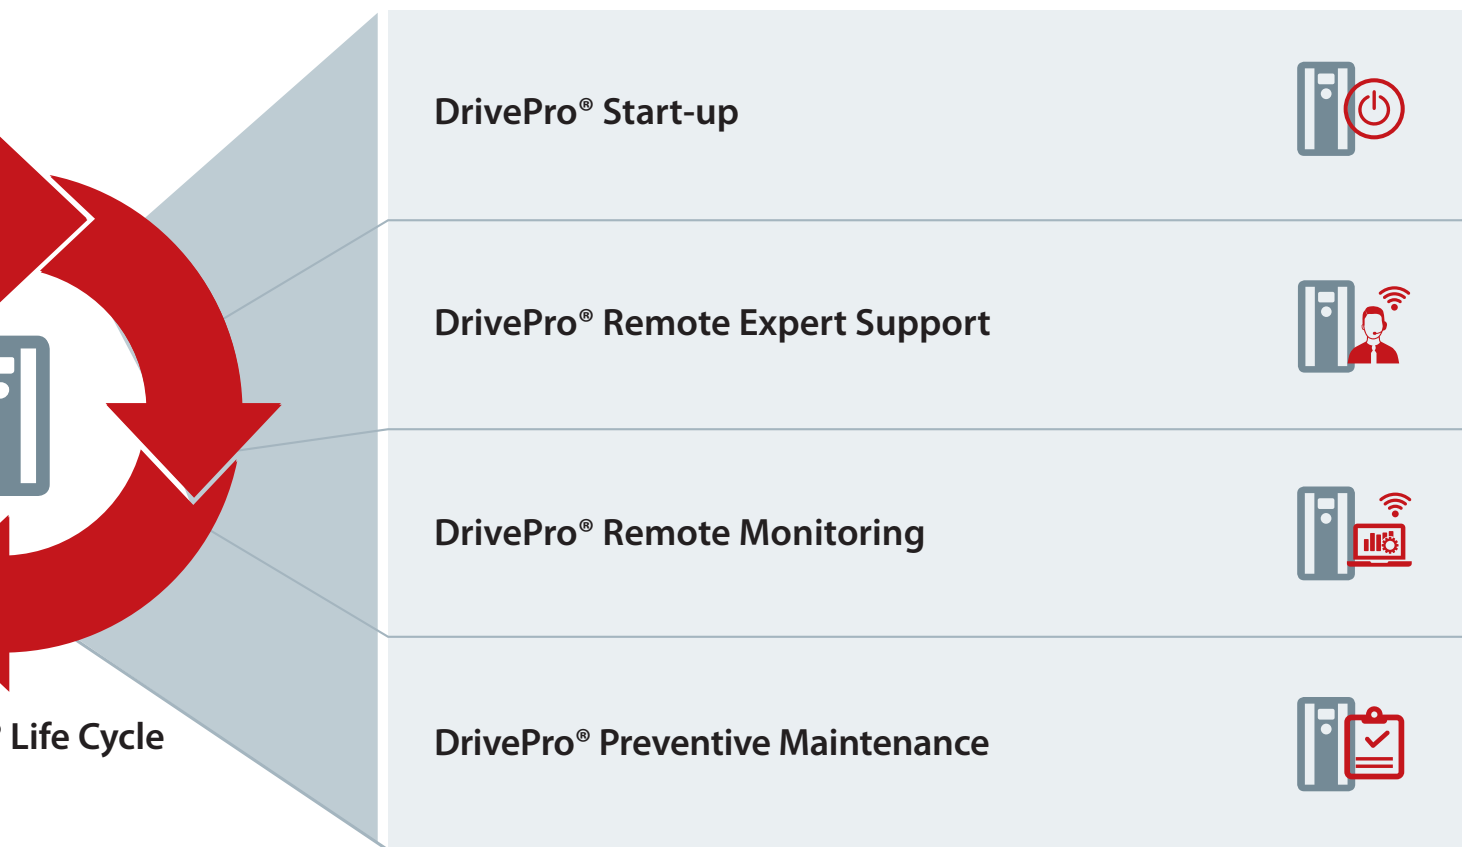 DrivePro® Start-up
DrivePro® Remote Expert Support
DrivePro® Remote Monitoring
DrivePro® Preventive Maintenance
® Life Cycle